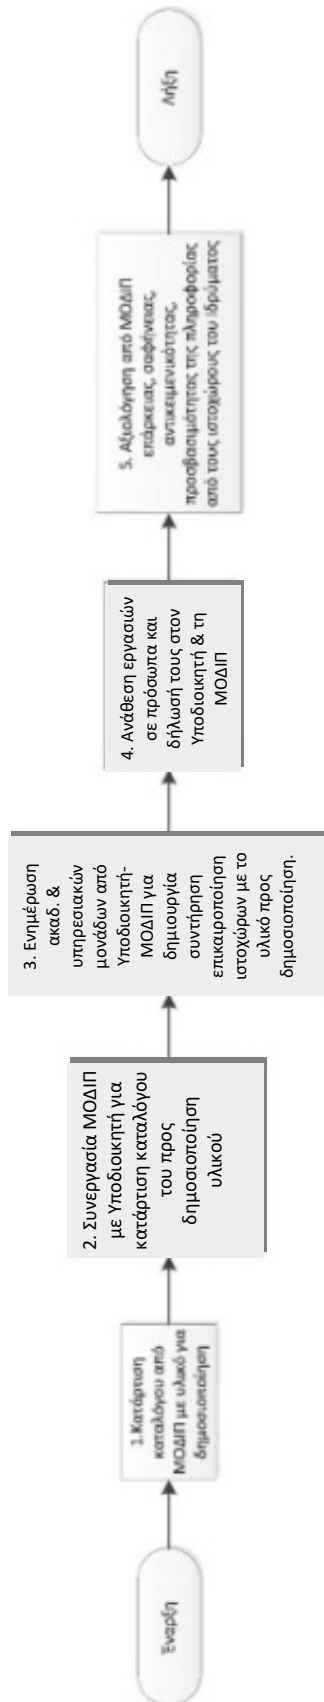 Έναρξη
1.Κατάρτιση
καταλόγου από
ΜΟΔΙΠ με υλικό για
δημοσιοποίηση
2. Συνεργασία ΜΟΔΙΠ
με Υποδιοικητή για
κατάρτιση καταλόγου
του προς
δημοσιοποίηση
υλικού
3. Ενημέρωση
ακαδ. &
υπηρεσιακών
μονάδων από
Υποδιοικητή-
ΜΟΔΙΠ για
δημιουργία
συντήρηση
επικαιροποίηση
ιστοχώρων με το
υλικό προς
δημοσιοποίηση.
4. Ανάθεση εργασιών
σε πρόσωπα και
δήλωσή τους στον
Υποδιοικητή & τη
ΜΟΔΙΠ
5. Αξιολόγηση από ΜΟΔΙΠ
επάρκειας, σαφήνειας,
αντικειμενικότητας,
προσβασιμότητας της πληροφορίας
από τους ιστοχώρους του Ιδρύματος
Λήξη